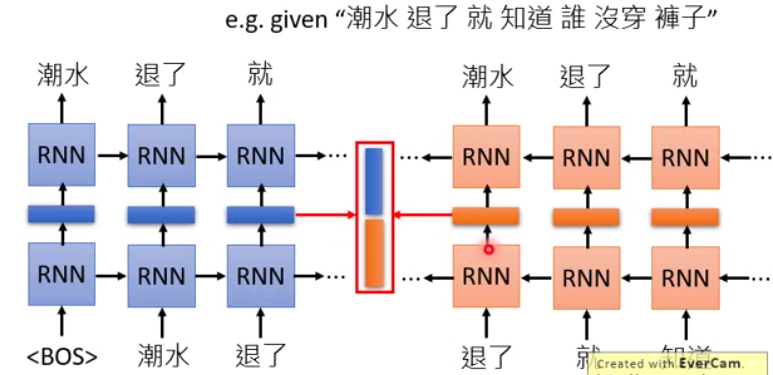 e.g. given “潮水 退了 就 知道 誰 沒穿 褲子”
潮水 退了 就 潮水 退了 就
RNN RNN RNN ... ... RNN RNN RNN ...
RNN RNN RNN ... ... RNN RNN RNN ...
<BOS> 潮水 退了 退了 就 知道
Created with EverCam.